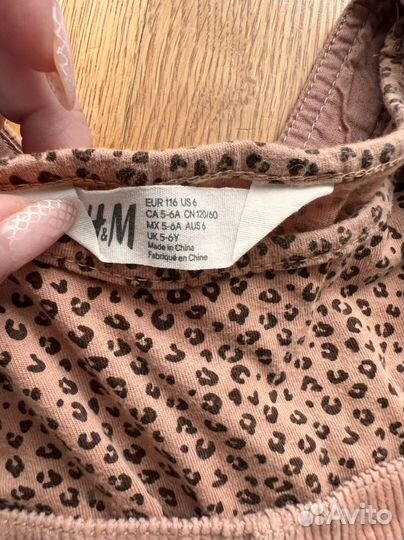 H&M
EUR 116 US 6
CA 5-6A CN 120/60
MX 5-6A AUS 6
UK 5-6Y
Made in China
Fabriqué en Chine
Avito